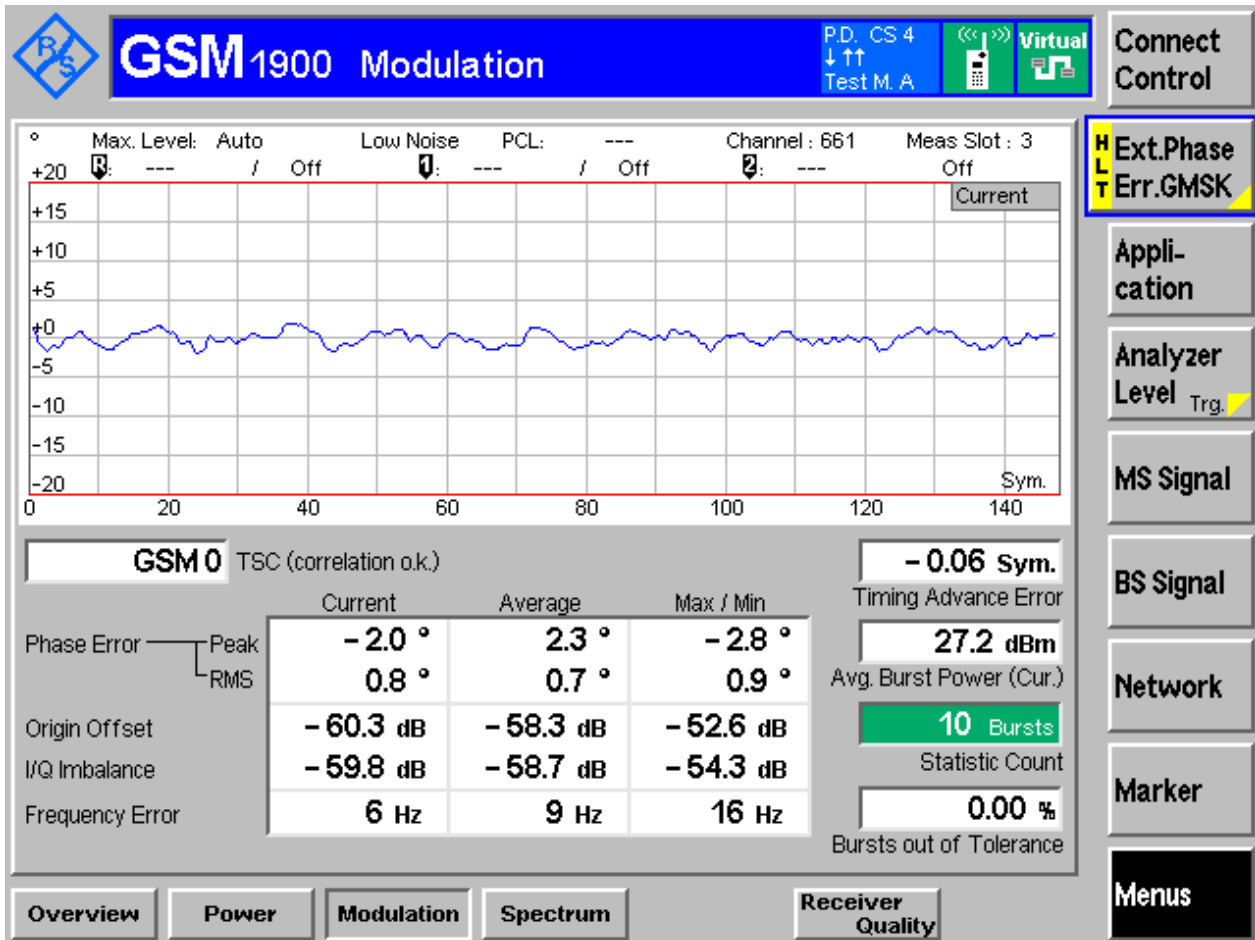 R/S
GSM 1900 Modulation
P.D. CS 4
↓ ↑↑
Test M. A
Virtual
Connect
Control
° Max. Level: Auto Low Noise PCL: --- Channel : 661 Meas Slot : 3
R: --- / Off 1: --- / Off 2: --- Off
Current
+20
+15
+10
+5
+0
-5
-10
-15
-20
Sym.
0 20 40 60 80 100 120 140
HLT
Ext.Phase
Err.GMSK
Appli-
cation
Analyzer
Level Trg.
MS Signal
BS Signal
Network
Marker
Menus
GSM 0 TSC (correlation o.k.)
Current Average Max / Min
Phase Error Peak – 2.0 ° 2.3 ° – 2.8 °
RMS 0.8 ° 0.7 ° 0.9 °
Origin Offset – 60.3 dB – 58.3 dB – 52.6 dB
I/Q Imbalance – 59.8 dB – 58.7 dB – 54.3 dB
Frequency Error 6 Hz 9 Hz 16 Hz
– 0.06 Sym.
Timing Advance Error
27.2 dBm
Avg. Burst Power (Cur.)
10 Bursts
Statistic Count
0.00 %
Bursts out of Tolerance
Overview Power Modulation Spectrum
Receiver
Quality